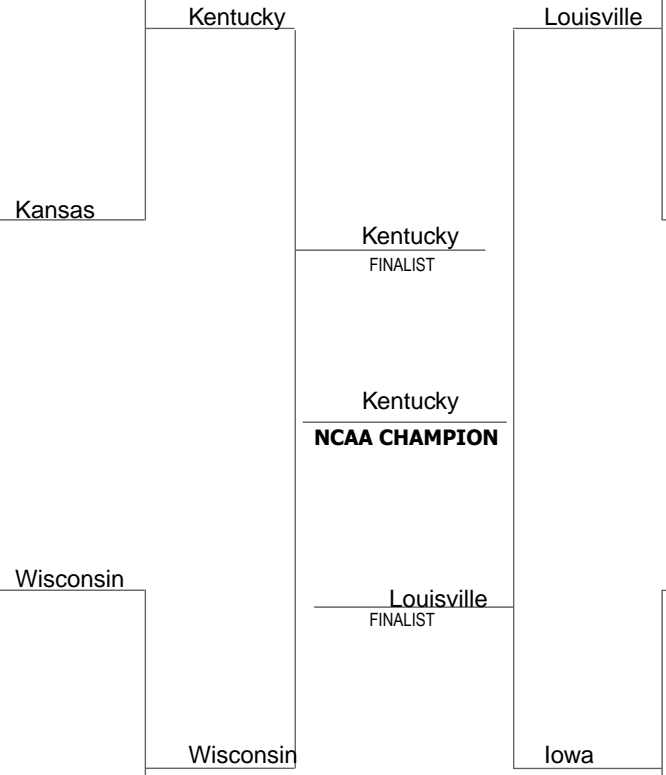 Kentucky
Louisville
Kansas
Kentucky
FINALIST
Kentucky
NCAA CHAMPION
Wisconsin
Louisville
FINALIST
Wisconsin
Iowa